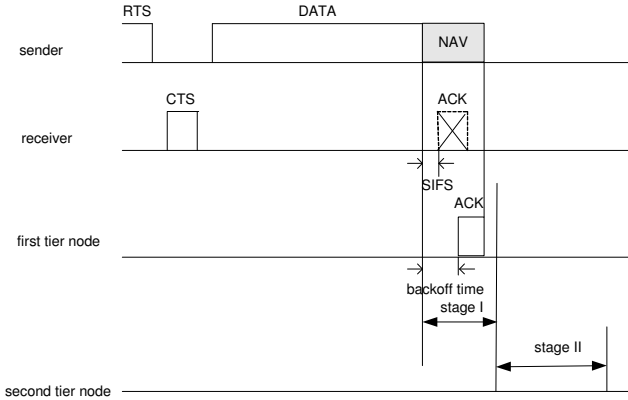 RTS
DATA
sender
NAV
CTS
ACK
receiver
SIFS
ACK
first tier node
backoff time
stage I
stage II
second tier node